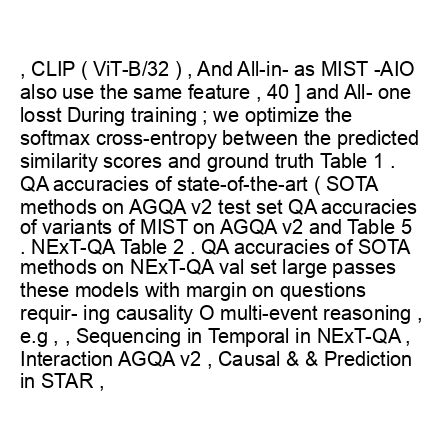 , CLIP ( ViT-B/32 ) , And All-in- as MIST -AIO
also use the same feature , 40 ] and All- one
losst During training ; we optimize the
softmax cross-entropy between the predicted
similarity scores and ground truth Table 1 .
QA accuracies of state-of-the-art ( SOTA
methods on AGQA v2 test set QA accuracies
of variants of MIST on AGQA v2 and Table 5
. NExT-QA Table 2 . QA accuracies of SOTA
methods on NExT-QA val set large passes
these models with margin on questions
requir- ing causality O multi-event reasoning ,
e.g , , Sequencing in Temporal in NExT-QA ,
Interaction AGQA v2 , Causal & & Prediction
in STAR ,